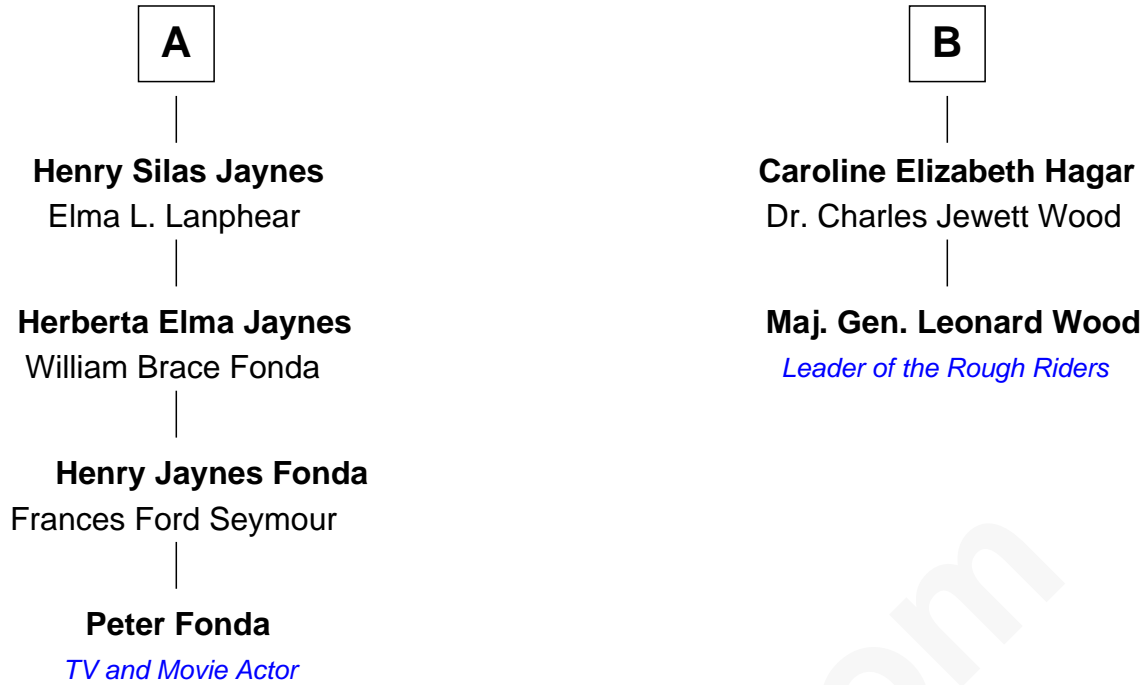 A
Henry Silas Jaynes
Elma L. Lanphear
Herberta Elma Jaynes
William Brace Fonda
Henry Jaynes Fonda
Frances Ford Seymour
Peter Fonda
TV and Movie Actor
B
Caroline Elizabeth Hagar
Dr. Charles Jewett Wood
Maj. Gen. Leonard Wood
Leader of the Rough Riders
om